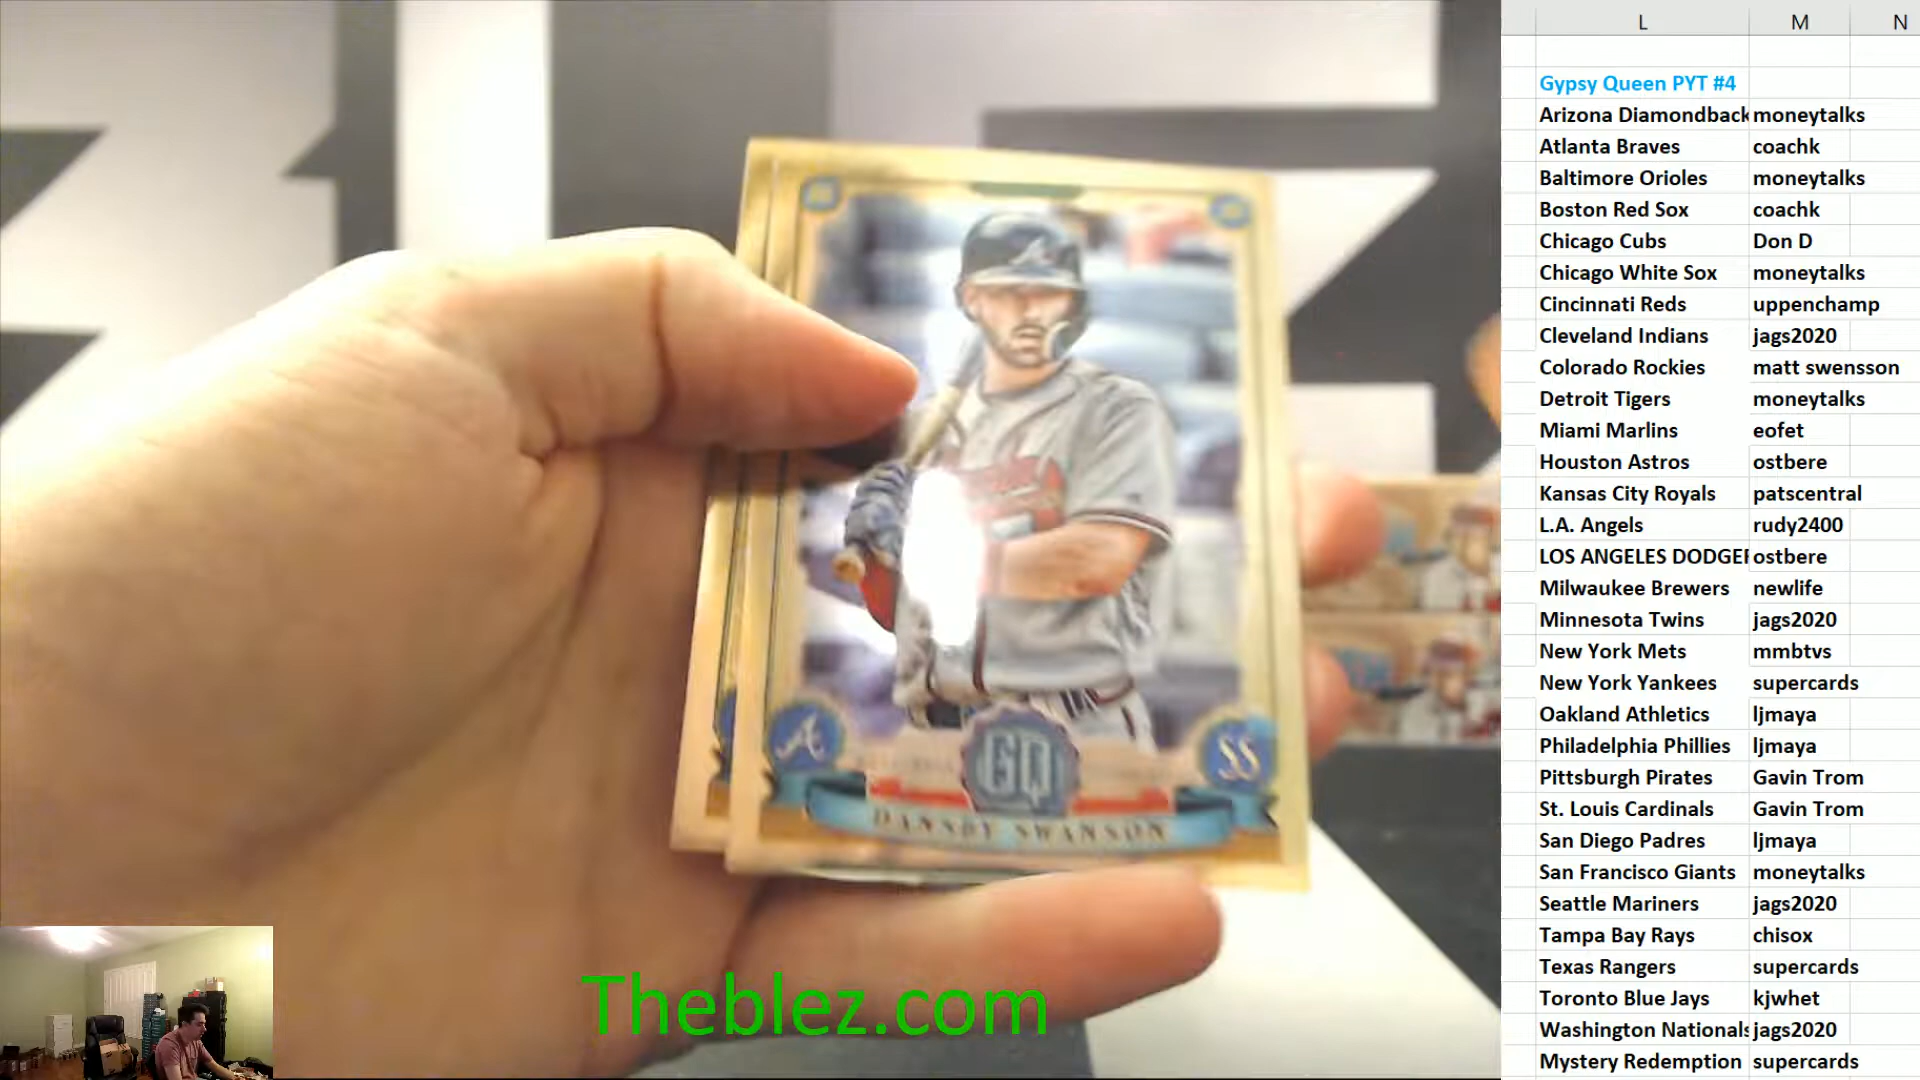 L M N
Gypsy Queen PYT #4
Arizona Diamondback moneytalks
Atlanta Braves coachk
Baltimore Orioles moneytalks
Boston Red Sox coachk
Chicago Cubs Don D
Chicago White Sox moneytalks
Cincinnati Reds uppenchamp
Cleveland Indians jags2020
Colorado Rockies matt swensson
Detroit Tigers moneytalks
Miami Marlins eofet
Houston Astros ostbere
Kansas City Royals patscentral
L.A. Angels rudy2400
LOS ANGELES DODGER ostbere
Milwaukee Brewers newlife
Minnesota Twins jags2020
New York Mets mmbtvs
New York Yankees supercards
Oakland Athletics ljmaya
Philadelphia Phillies ljmaya
Pittsburgh Pirates Gavin Trom
St. Louis Cardinals Gavin Trom
San Diego Padres ljmaya
San Francisco Giants moneytalks
Seattle Mariners jags2020
Tampa Bay Rays chisox
Texas Rangers supercards
Toronto Blue Jays kjwhet
Washington Nationals jags2020
Mystery Redemption supercards
A
A SS
GQ
DANSBY SWANSON
Theblez.com